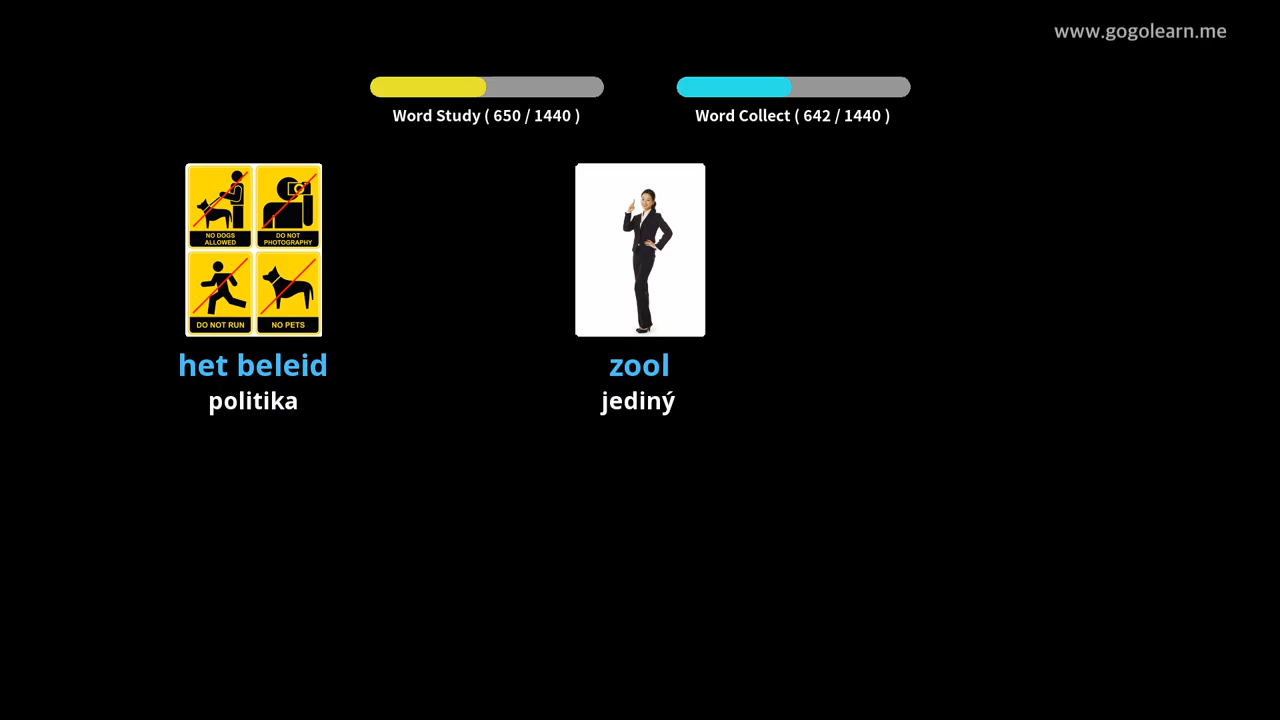 www.gogolearn.me
Word Study ( 650 / 1440 )
Word Collect ( 642 / 1440 )
NO DOGS
ALLOWED
DO NOT
PHOTOGRAPHY
DO NOT RUN
NO PETS
het beleid
politika
zool
jediný